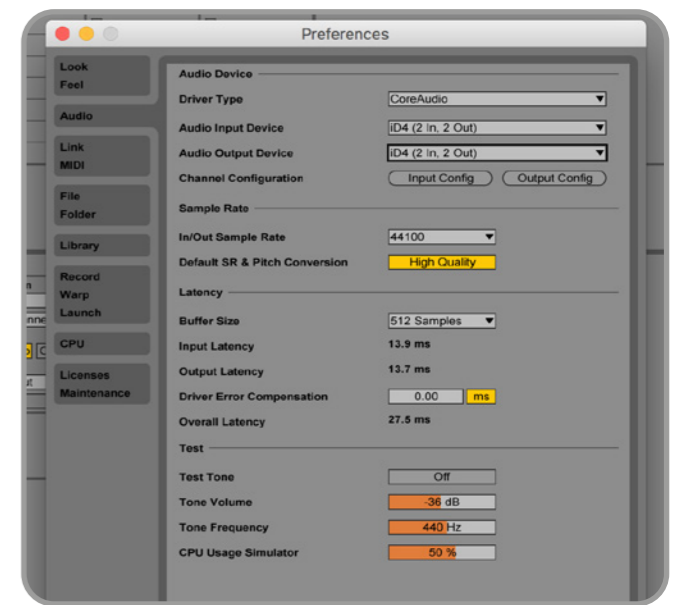 Preferences
Look
Feel
Audio
Link
MIDI
File
Folder
Library
Record
Warp
Launch
CPU
Licenses
Maintenance
Audio Device
Driver Type CoreAudio
Audio Input Device iD4 (2 In, 2 Out)
Audio Output Device iD4 (2 In, 2 Out)
Channel Configuration Input Config Output Config
Sample Rate
In/Out Sample Rate 44100
Default SR & Pitch Conversion High Quality
Latency
Buffer Size 512 Samples
Input Latency 13.9 ms
Output Latency 13.7 ms
Driver Error Compensation 0.00 ms
Overall Latency 27.5 ms
Test
Test Tone Off
Tone Volume -36 dB
Tone Frequency 440 Hz
CPU Usage Simulator 50 %